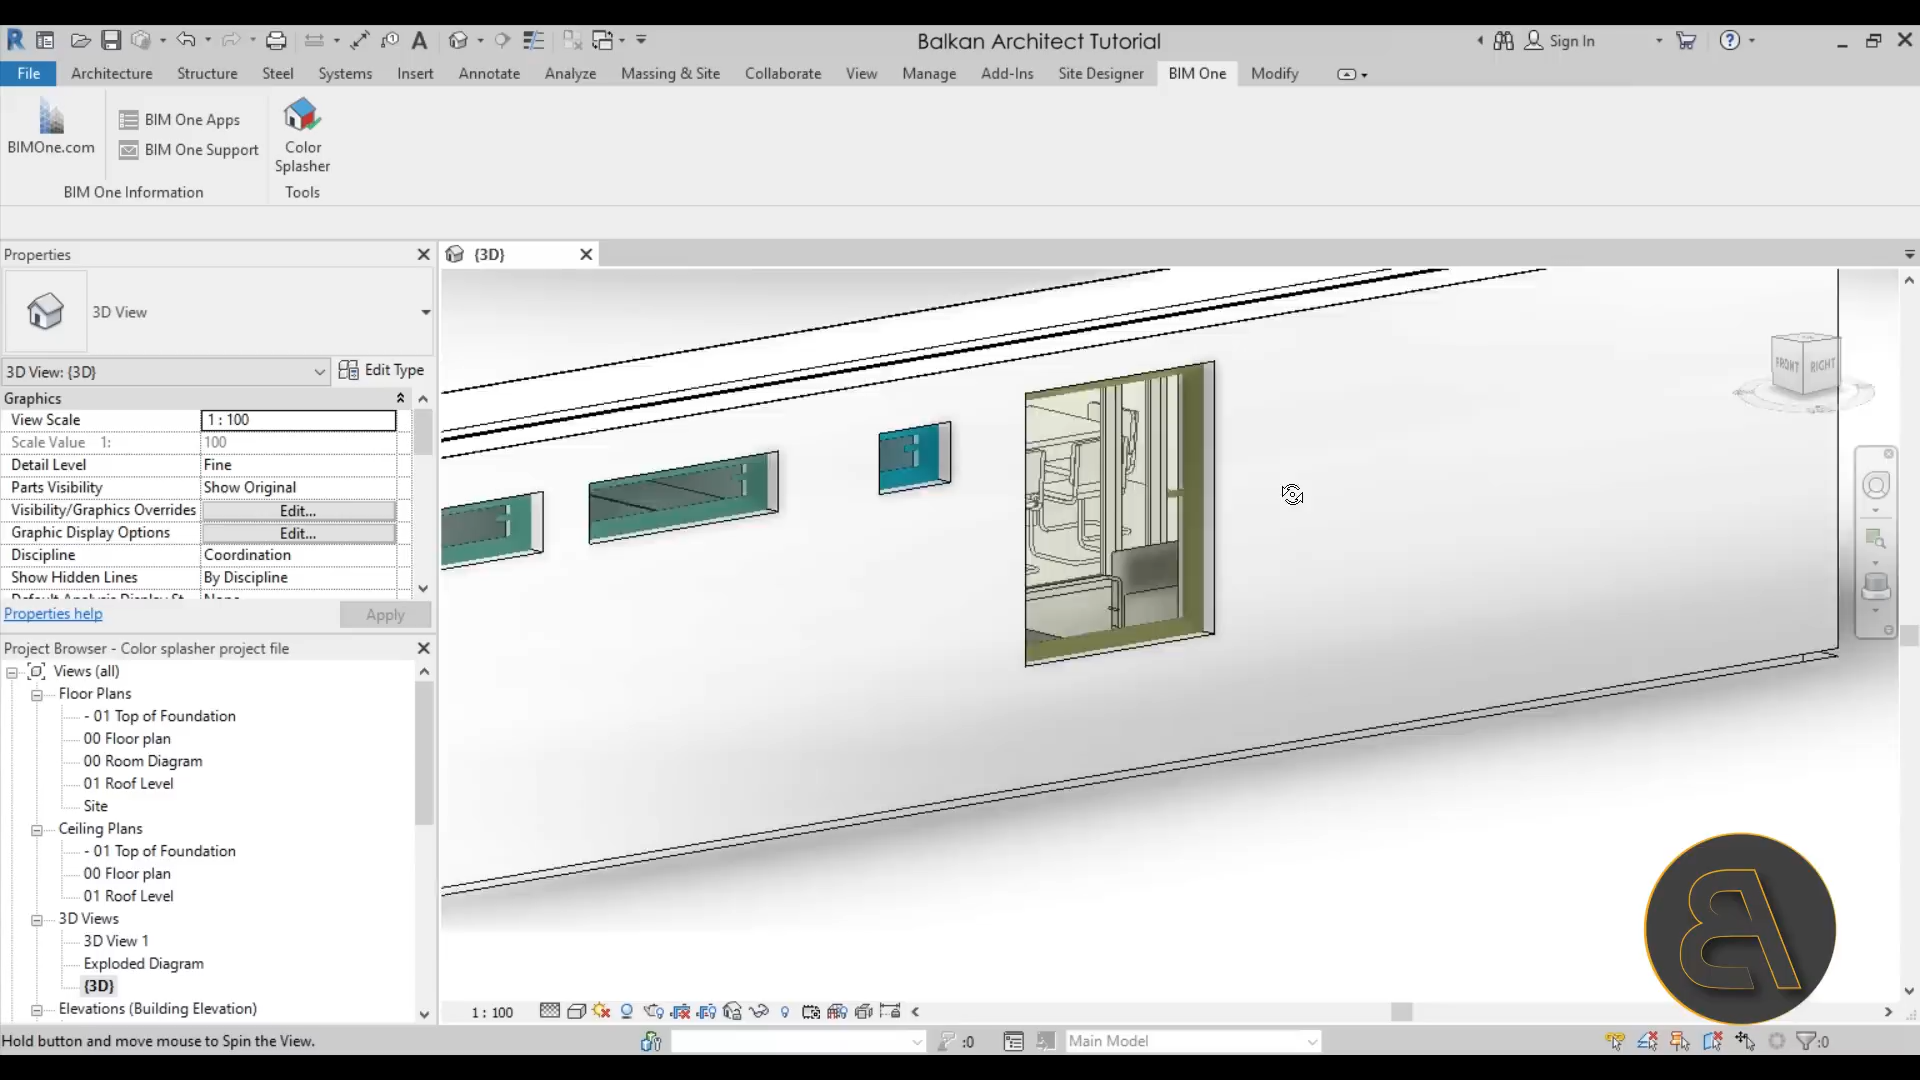 Balkan Architect Tutorial
Sign In
File Architecture Structure Steel Systems Insert Annotate Analyze Massing & Site Collaborate View Manage Add-Ins Site Designer BIM One Modify
BIMOne.com
BIM One Apps
BIM One Support
Color
Splasher
BIM One Information
Tools
Properties
{3D}
3D View
3D View: {3D}
Edit Type
Graphics
View Scale 1 : 100
Scale Value 1: 100
Detail Level Fine
Parts Visibility Show Original
Visibility/Graphics Overrides Edit...
Graphic Display Options Edit...
Discipline Coordination
Show Hidden Lines By Discipline
Properties help
Apply
Project Browser - Color splasher project file
Views (all)
Floor Plans
- 01 Top of Foundation
00 Floor plan
00 Room Diagram
01 Roof Level
Site
Ceiling Plans
- 01 Top of Foundation
00 Floor plan
01 Roof Level
3D Views
3D View 1
Exploded Diagram
{3D}
Elevations (Building Elevation)
FRONT
RIGHT
1 : 100
Hold button and move mouse to Spin the View.
:0
Main Model
:0